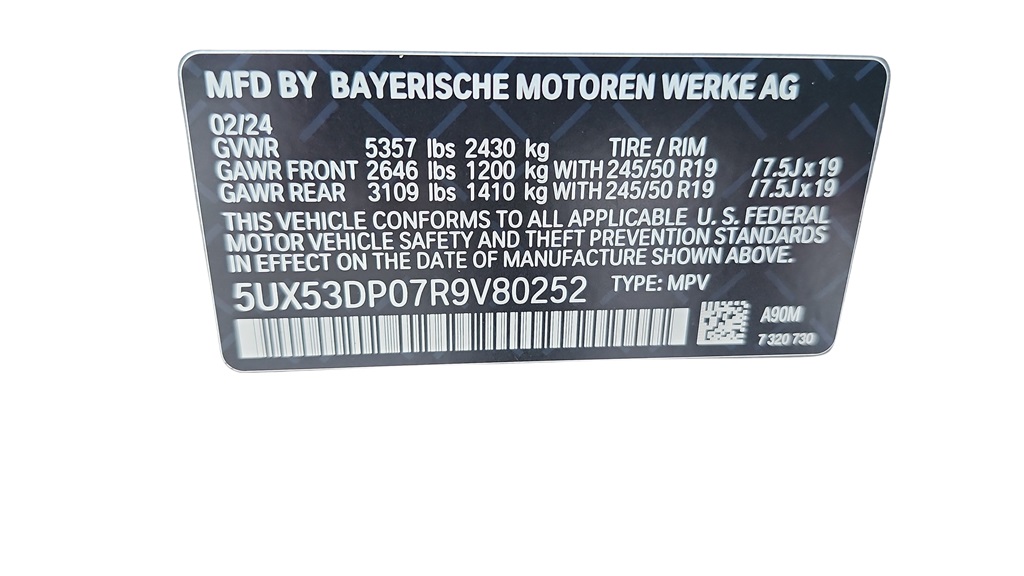 MFD BY BAYERISCHE MOTOREN WERKE AG
02/24
GVWR 5357 lbs 2430 kg TIRE / RIM
GAWR FRONT 2646 lbs 1200 kg WITH 245/50 R19 /7.5J x 19
GAWR REAR 3109 lbs 1410 kg WITH 245/50 R19 /7.5J x 19
THIS VEHICLE CONFORMS TO ALL APPLICABLE U. S. FEDERAL
MOTOR VEHICLE SAFETY AND THEFT PREVENTION STANDARDS
IN EFFECT ON THE DATE OF MANUFACTURE SHOWN ABOVE.
5UX53DP07R9V80252 TYPE: MPV
A90M
7 320 730